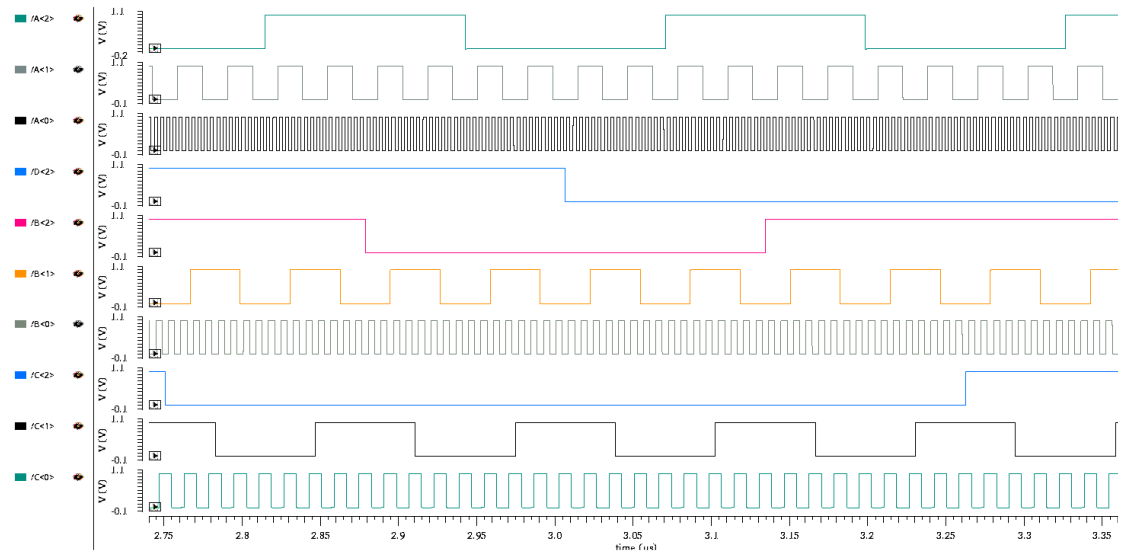 /A<2>
V (V)
1.1
-0.2
/A<1>
V (V)
1.1
-0.1
/A<0>
V (V)
1.1
-0.1
/D<2>
V (V)
1.1
-0.1
/B<2>
V (V)
1.1
-0.1
/B<1>
V (V)
1.1
-0.1
/B<0>
V (V)
1.1
-0.1
/C<2>
V (V)
1.1
-0.1
/C<1>
V (V)
1.1
-0.1
/C<0>
V (V)
1.1
-0.1
2.75 2.8 2.85 2.9 2.95 3.0 3.05 3.1 3.15 3.2 3.25 3.3 3.35
time (us)